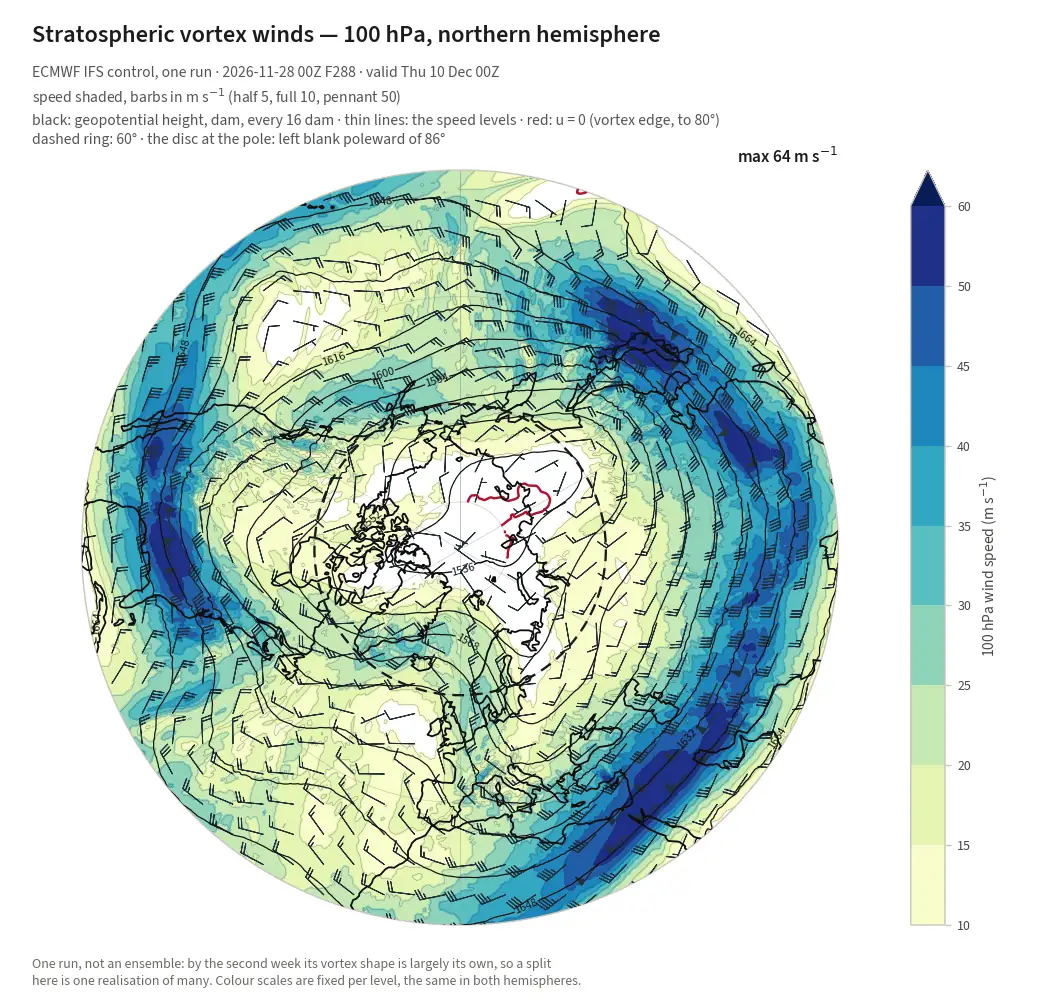 Stratospheric vortex winds — 100 hPa, northern hemisphere
ECMWF IFS control, one run · 2026-11-28 00Z F288 · valid Thu 10 Dec 00Z
speed shaded, barbs in m s⁻¹ (half 5, full 10, pennant 50)
black: geopotential height, dam, every 16 dam · thin lines: the speed levels · red: u = 0 (vortex edge, to 80°)
dashed ring: 60° · the disc at the pole: left blank poleward of 86°
max 64 m s⁻¹
1648
1664
1648
1616
1600
1584
1536
1632
1648
60
50
45
40
35
30
25
20
15
10
100 hPa wind speed (m s⁻¹)
One run, not an ensemble: by the second week its vortex shape is largely its own, so a split
here is one realisation of many. Colour scales are fixed per level, the same in both hemispheres.